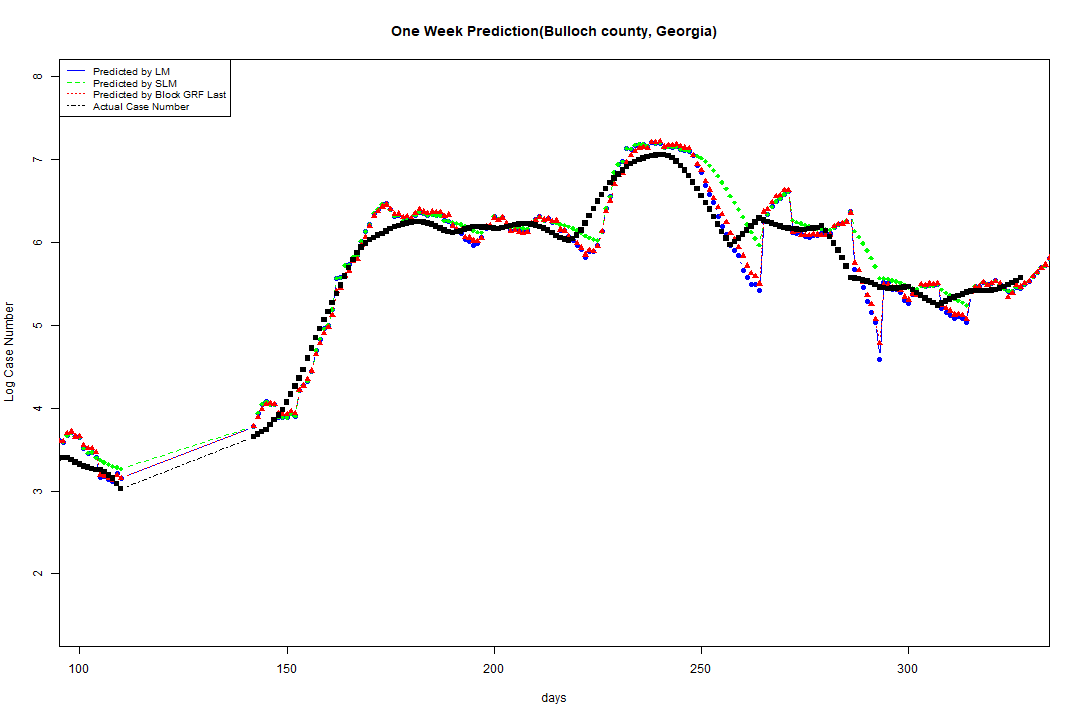 One Week Prediction(Bulloch county, Georgia)
Predicted by LM
Predicted by SLM
Predicted by Block GRF Last
Actual Case Number
Log Case Number
8
7
6
5
4
3
2
100 150 200 250 300
days